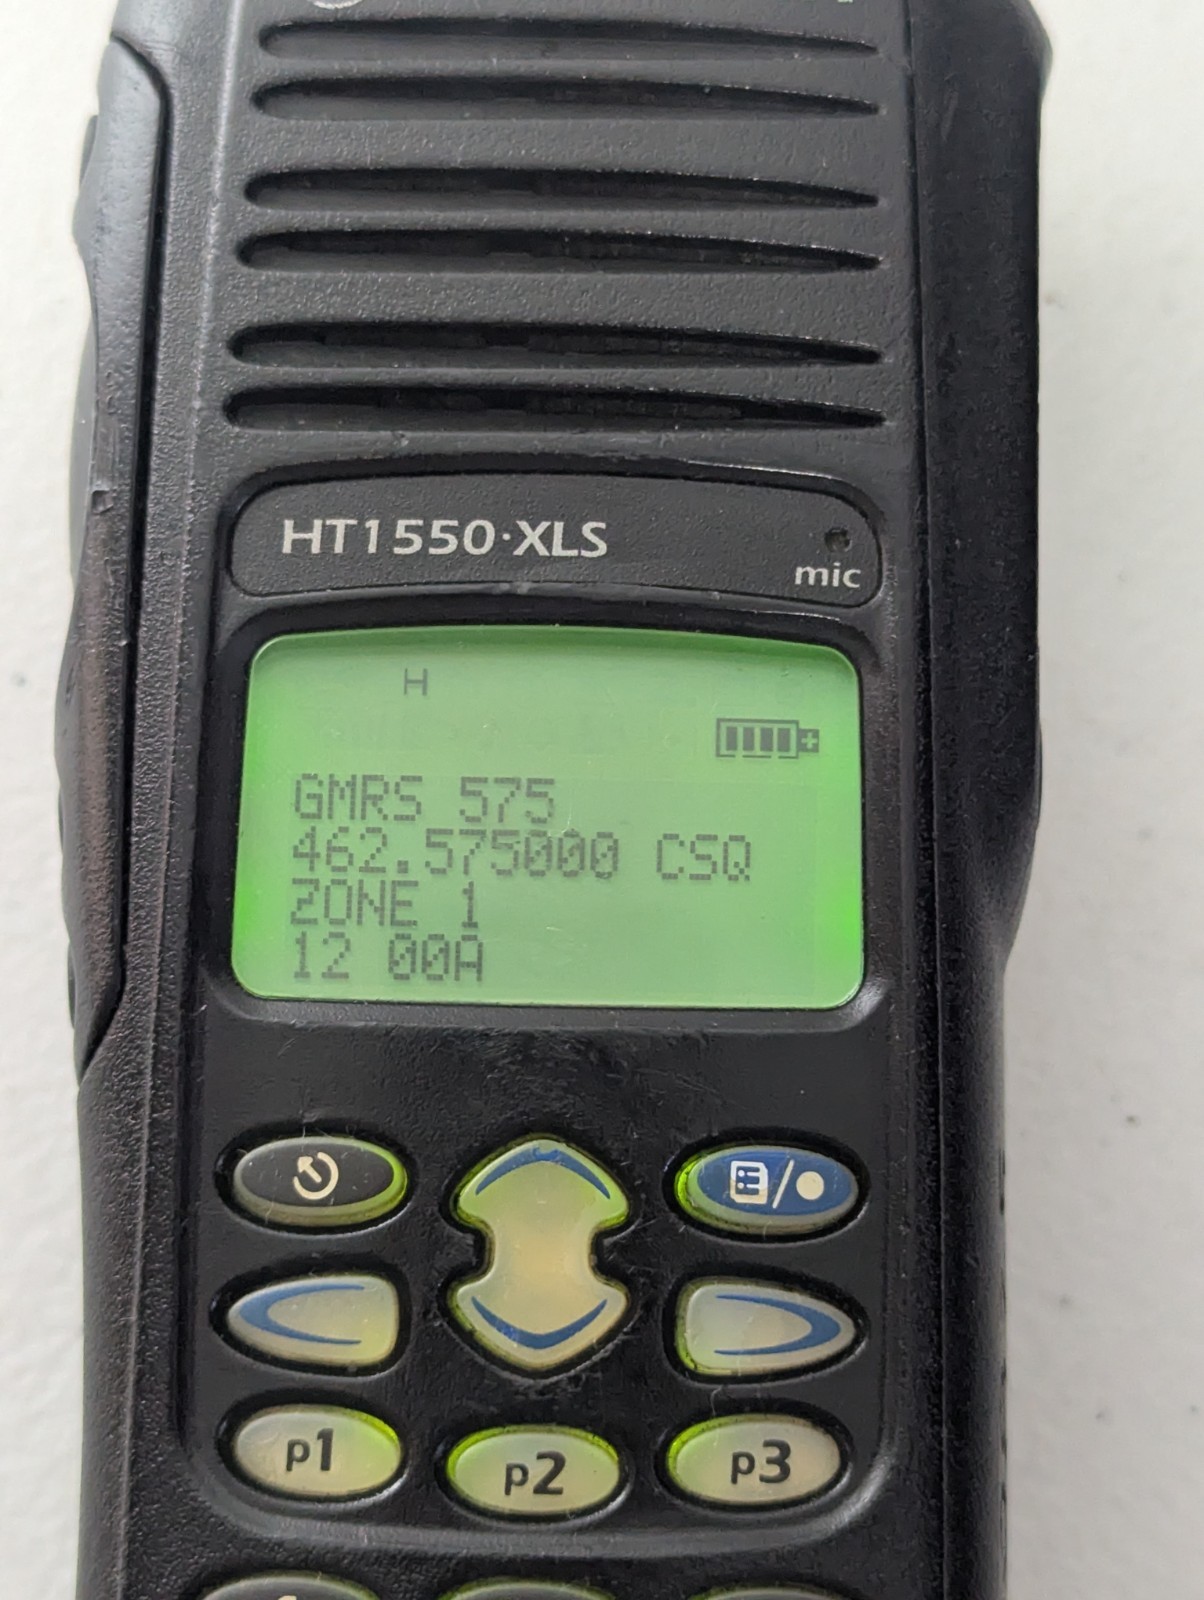 HT1550·XLS
mic
H
GMRS 575
462.575000 CSQ
ZONE 1
12 00A
p1
p2
p3